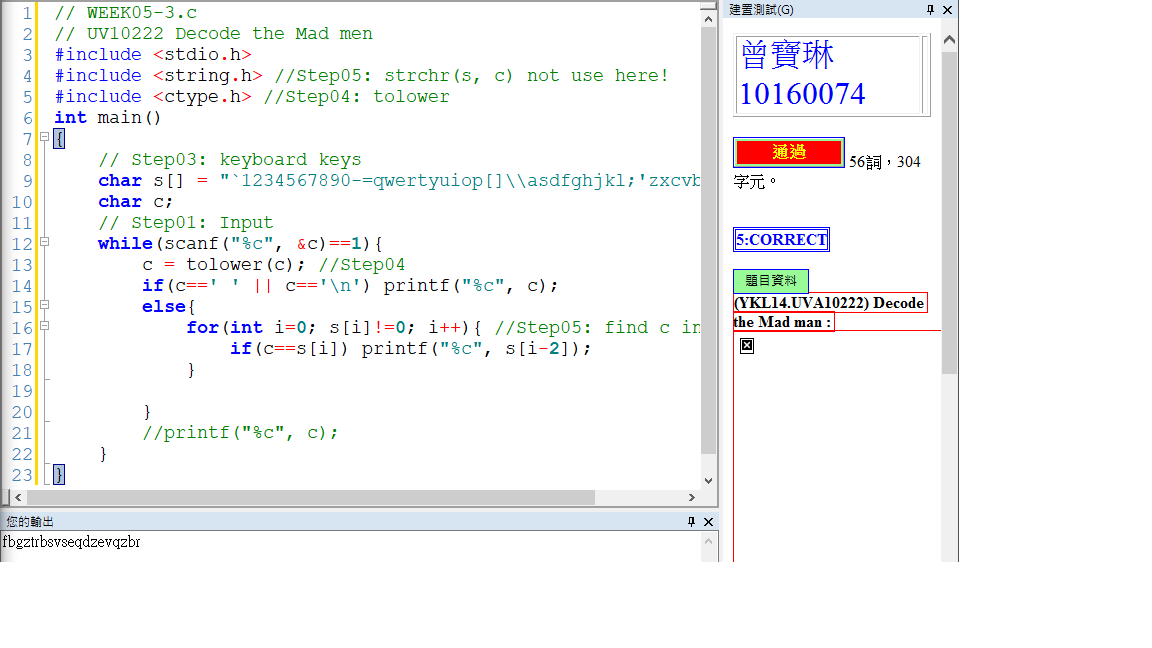 1 // WEEK05-3.c
2 // UV10222 Decode the Mad men
3 #include <stdio.h>
4 #include <string.h> //Step05: strchr(s, c) not use here!
5 #include <ctype.h> //Step04: tolower
6 int main()
7 {
8 // Step03: keyboard keys
9 char s[] = "`1234567890-=qwertyuiop[]\\asdfghjkl;'zxcvb
10 char c;
11 // Step01: Input
12 while(scanf("%c", &c)==1){
13 c = tolower(c); //Step04
14 if(c==' ' || c=='\n') printf("%c", c);
15 else{
16 for(int i=0; s[i]!=0; i++){ //Step05: find c in
17 if(c==s[i]) printf("%c", s[i-2]);
18 }
19
20 }
21 //printf("%c", c);
22 }
23 }
您的輸出
fbgztrbsvseqdzevqzbr
建置測試(G)
曾寶琳
10160074
通過 56詞，304
字元。
5:CORRECT
題目資料
(YKL14.UVA10222) Decode
the Mad man :